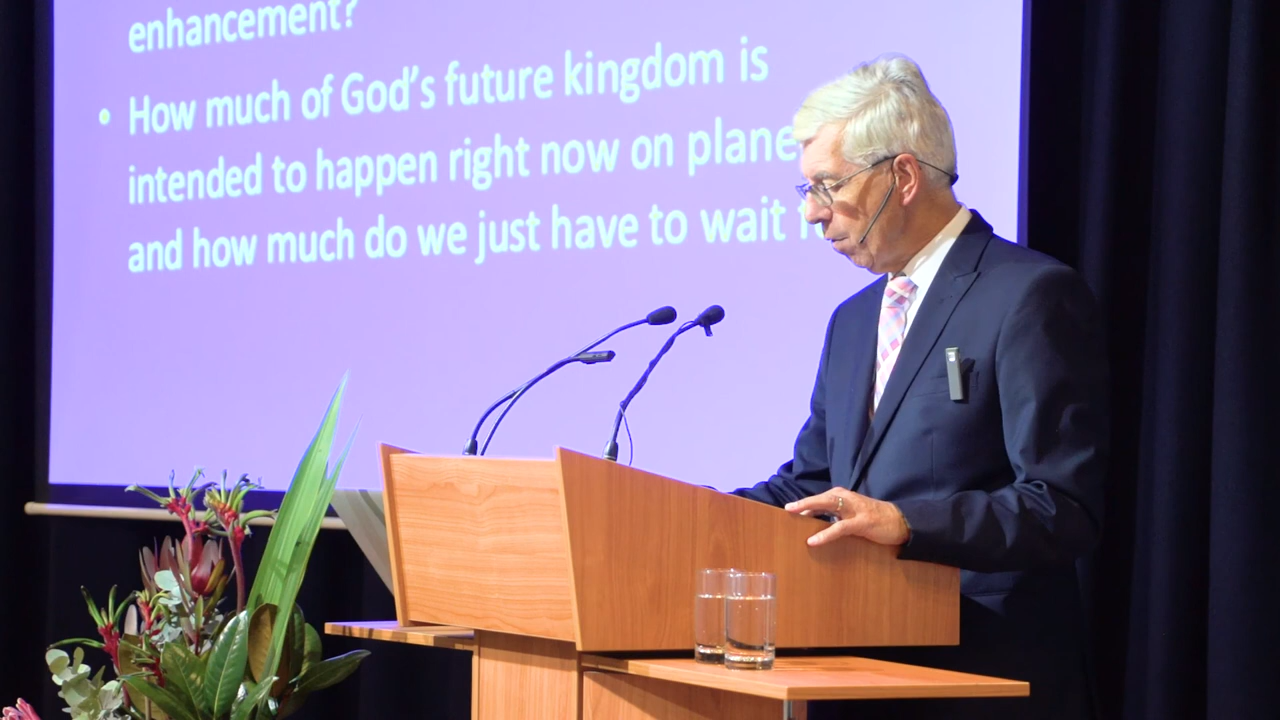 enhancement?
• How much of God's future kingdom is
intended to happen right now on plane
and how much do we just have to wait